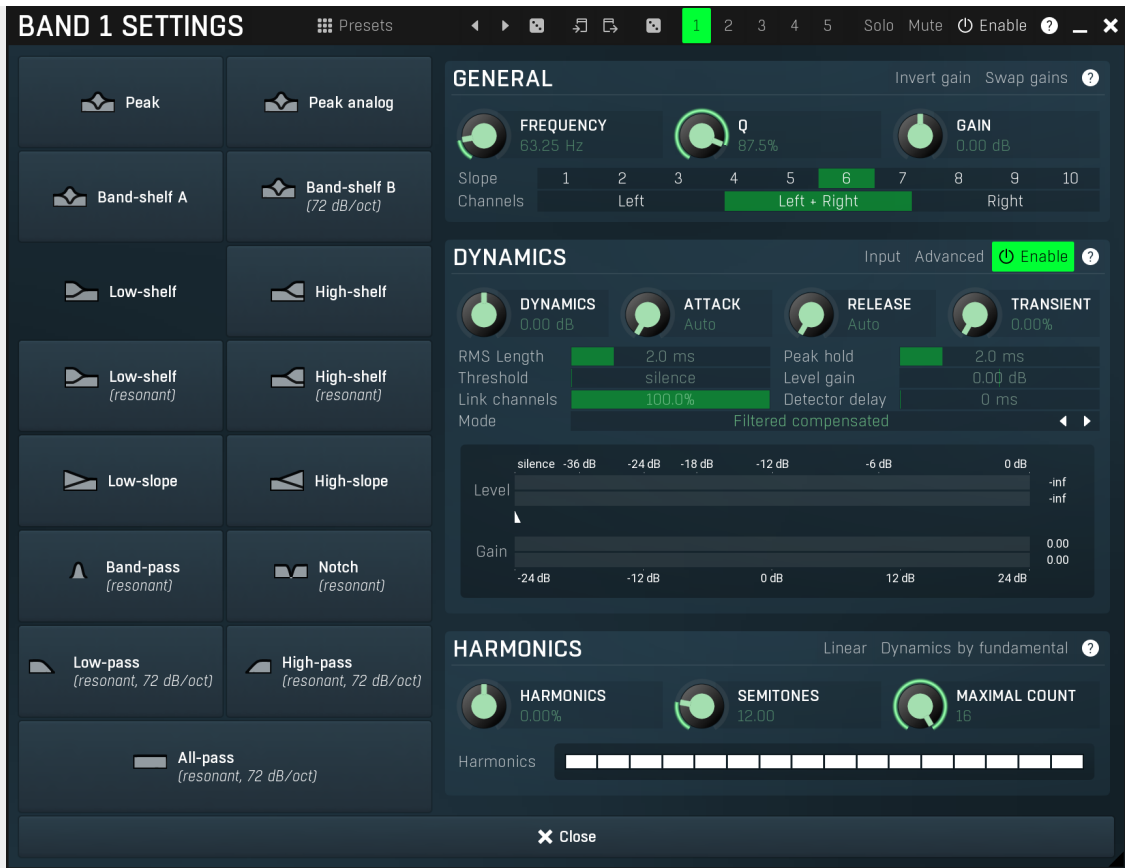 BAND 1 SETTINGS Presets 1 2 3 4 5 Solo Mute Enable ?
Peak
Peak analog
Band-shelf A
Band-shelf B
(72 dB/oct)
Low-shelf
High-shelf
Low-shelf
(resonant)
High-shelf
(resonant)
Low-slope
High-slope
Band-pass
(resonant)
Notch
(resonant)
Low-pass
(resonant, 72 dB/oct)
High-pass
(resonant, 72 dB/oct)
All-pass
(resonant, 72 dB/oct)
GENERAL Invert gain Swap gains ?
FREQUENCY
63.25 Hz
Q
87.5%
GAIN
0.00 dB
Slope 1 2 3 4 5 6 7 8 9 10
Channels Left Left + Right Right
DYNAMICS Input Advanced Enable ?
DYNAMICS
0.00 dB
ATTACK
Auto
RELEASE
Auto
TRANSIENT
0.00%
RMS Length 2.0 ms Peak hold 2.0 ms
Threshold silence Level gain 0.00 dB
Link channels 100.0% Detector delay 0 ms
Mode Filtered compensated
silence -36 dB -24 dB -18 dB -12 dB -6 dB 0 dB
Level -inf
-inf
Gain 0.00
0.00
-24 dB -12 dB 0 dB 12 dB 24 dB
HARMONICS Linear Dynamics by fundamental ?
HARMONICS
0.00%
SEMITONES
12.00
MAXIMAL COUNT
16
Harmonics
Close